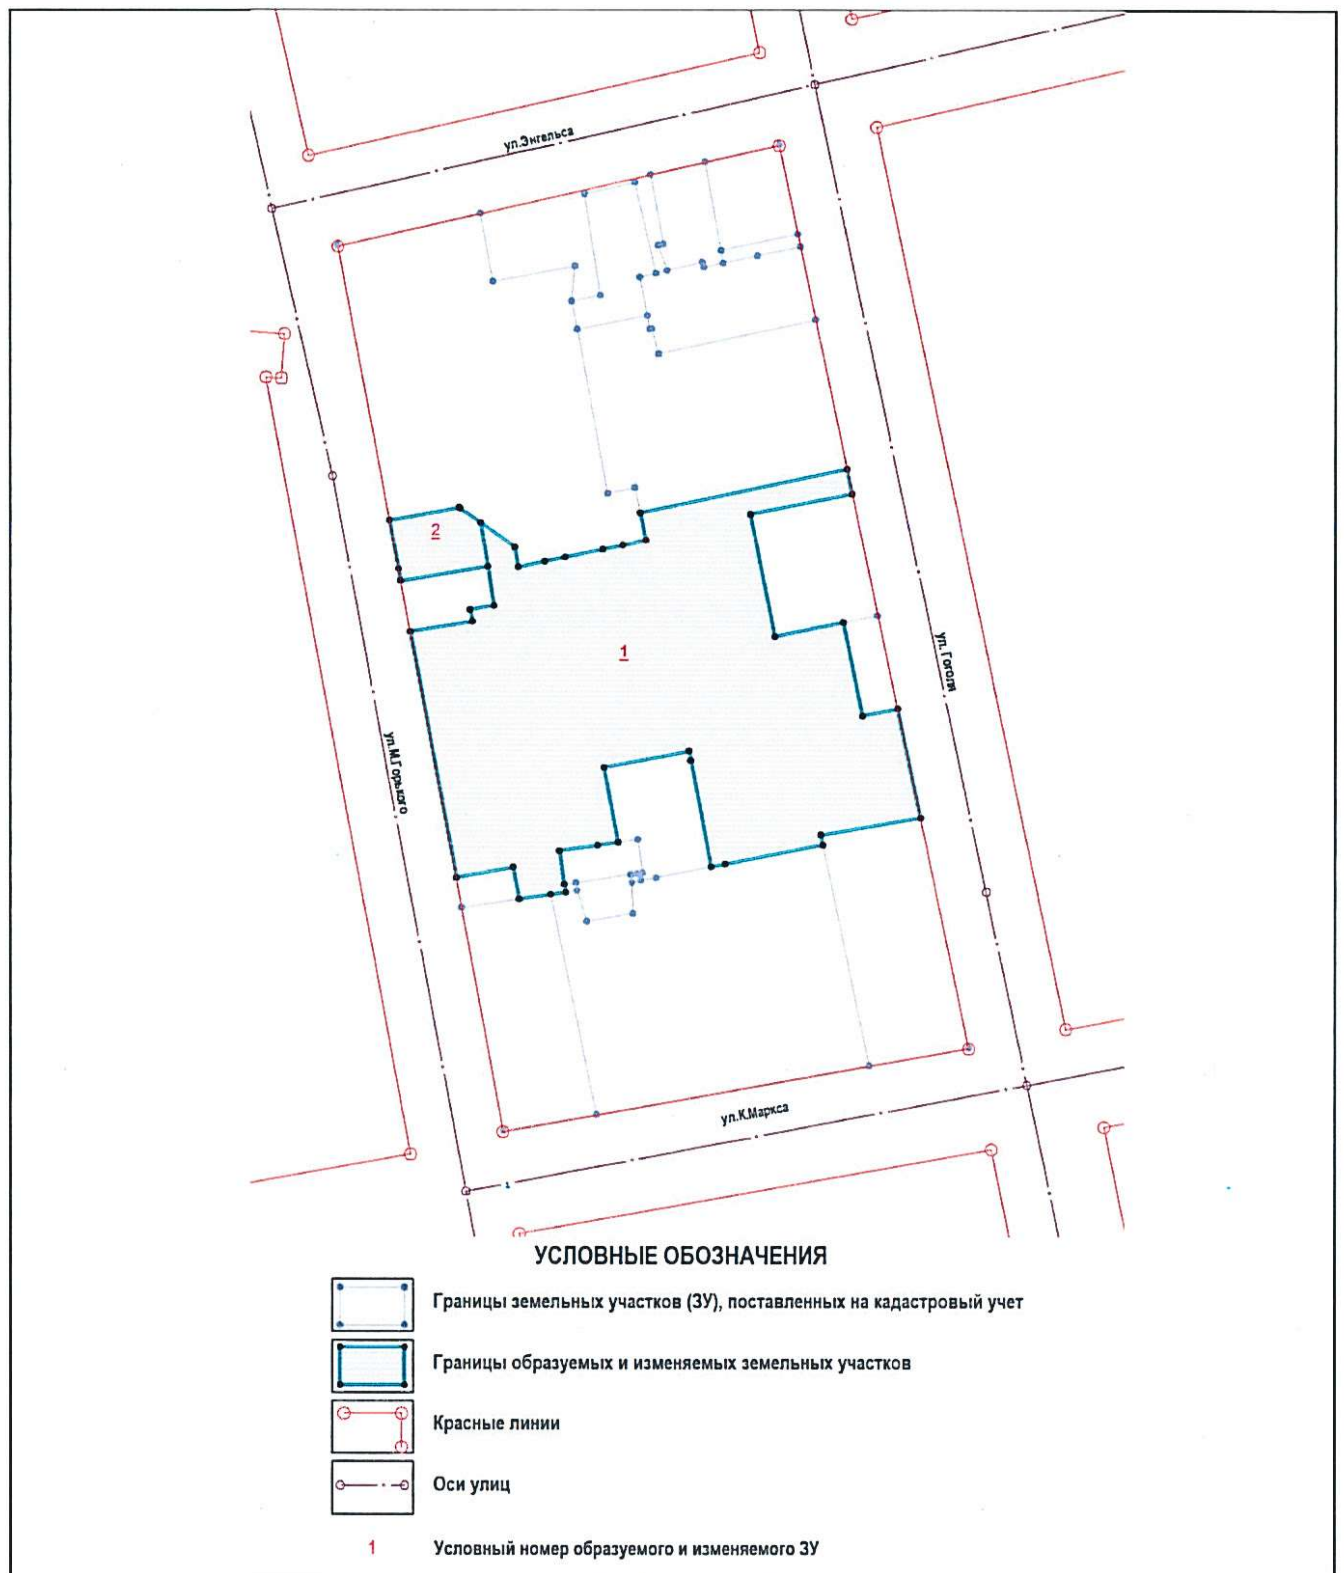 ул.Энгельса
2
1
ул. Гоголя
ул.М.Горького
ул.К.Маркса
1
УСЛОВНЫЕ ОБОЗНАЧЕНИЯ
Границы земельных участков (ЗУ), поставленных на кадастровый учет
Границы образуемых и изменяемых земельных участков
Красные линии
Оси улиц
1 Условный номер образуемого и изменяемого ЗУ